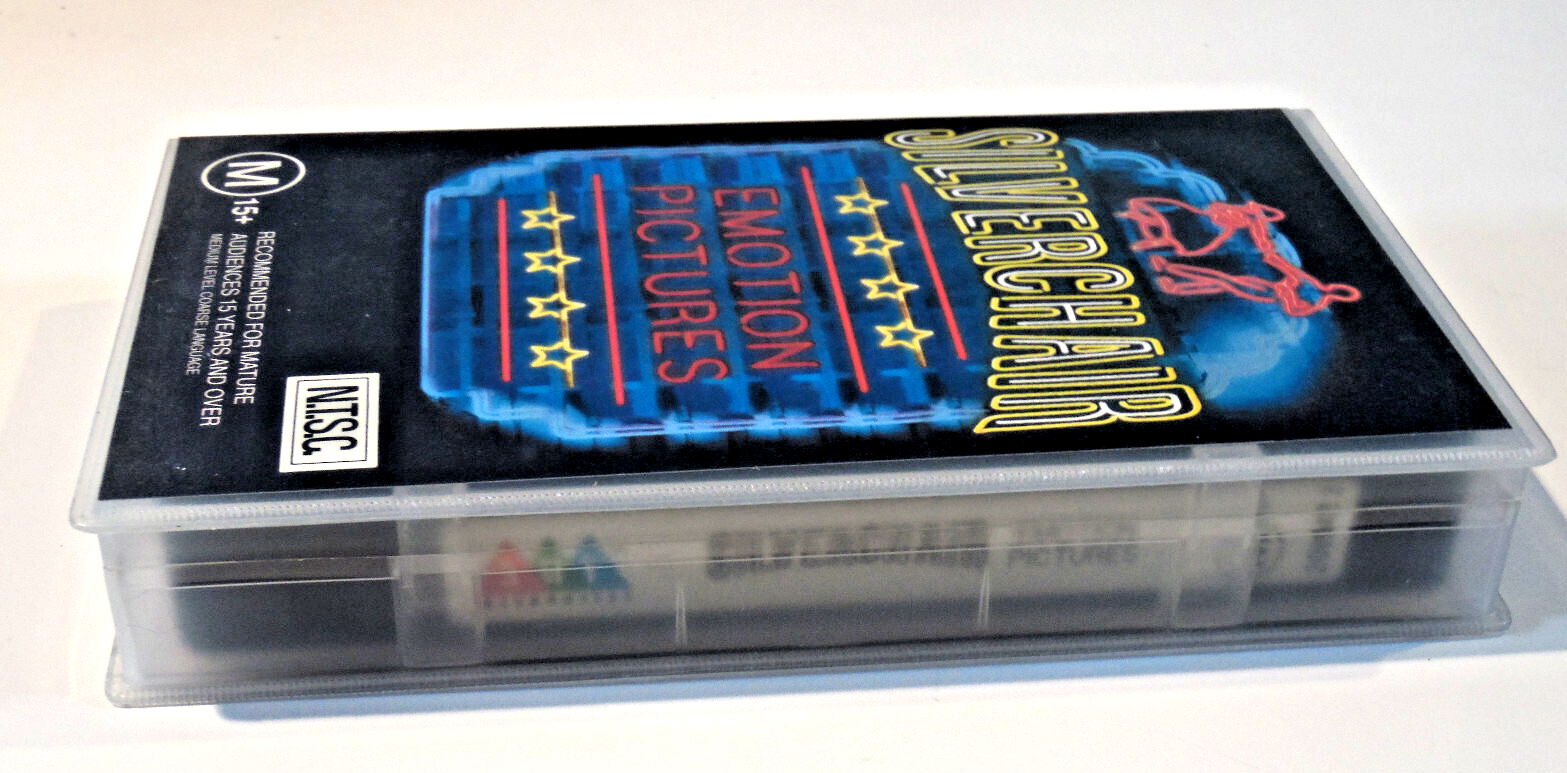 SILVERCHAIR
EMOTION
PICTURES
N.T.S.C.
M 15+
RECOMMENDED FOR MATURE
AUDIENCES 15 YEARS AND OVER
MEDIUM LEVEL COARSE LANGUAGE
SILVERCHAIR
PICTURES